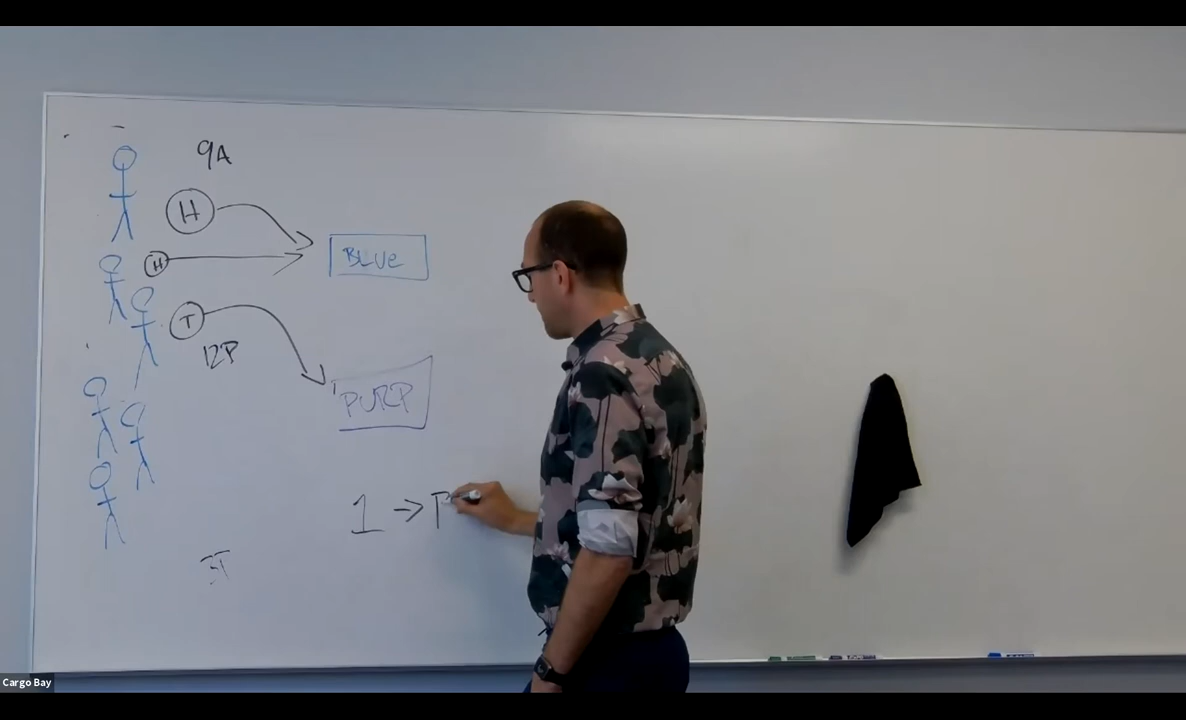 9A
H
BLUE
H
T
12P
PURP
1 → P
Cargo Bay